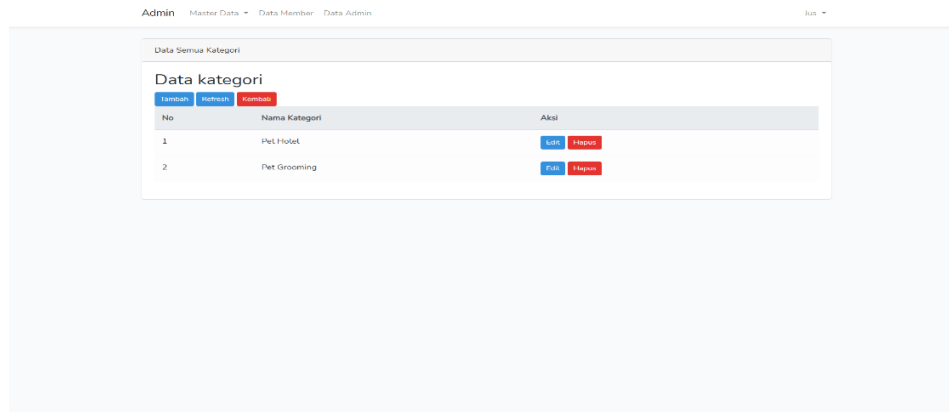 Admin Master Data Data Member Data Admin Jus
Data Semua Kategori
Data kategori
Tambah Refresh Kembali
No Nama Kategori Aksi
1 Pet Hotel Edit Hapus
2 Pet Grooming Edit Hapus